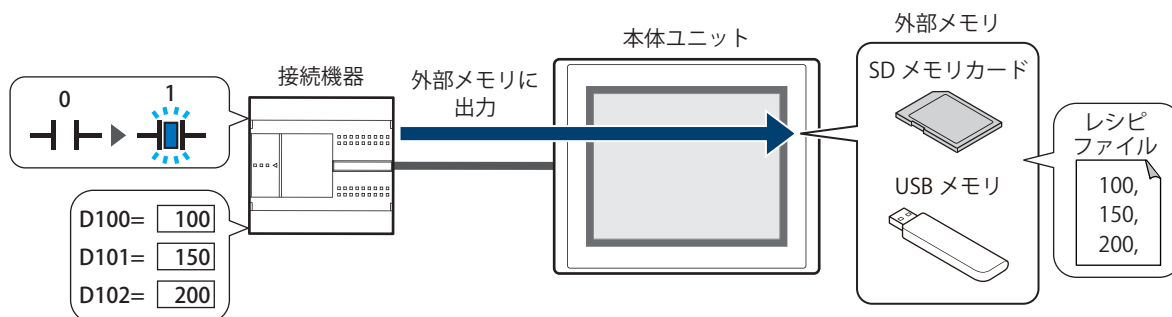 0
1
接続機器
外部メモリに
出力
本体ユニット
外部メモリ
SD メモリカード
USB メモリ
レシピ
ファイル
100,
150,
200,
D100= 100
D101= 150
D102= 200